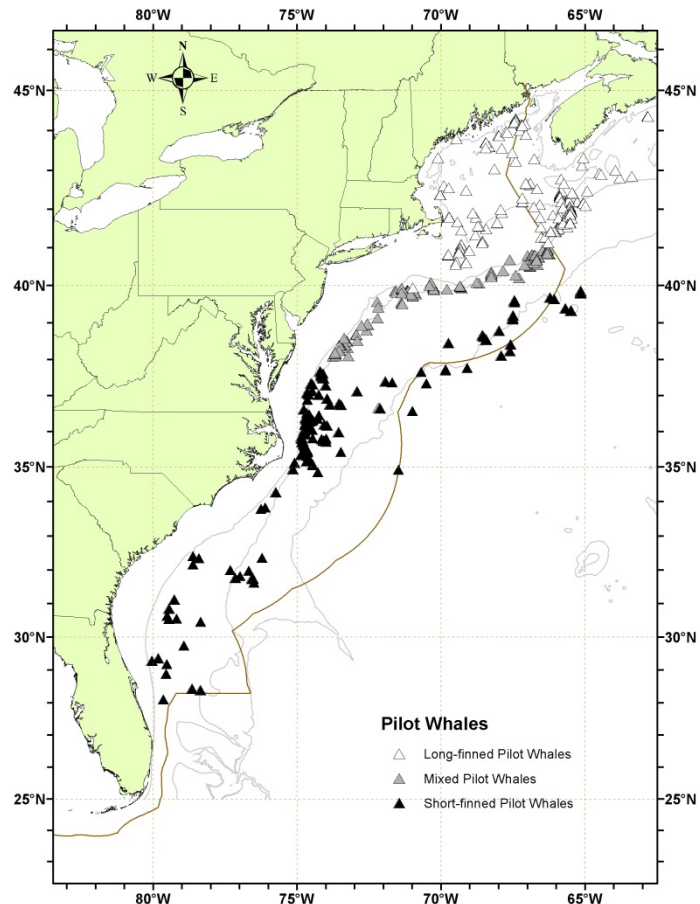 80°W 75°W 70°W 65°W
N
W E
S
45°N 45°N
40°N 40°N
35°N 35°N
30°N 30°N
Pilot Whales
Long-finned Pilot Whales
Mixed Pilot Whales
Short-finned Pilot Whales
25°N 25°N
80°W 75°W 70°W 65°W